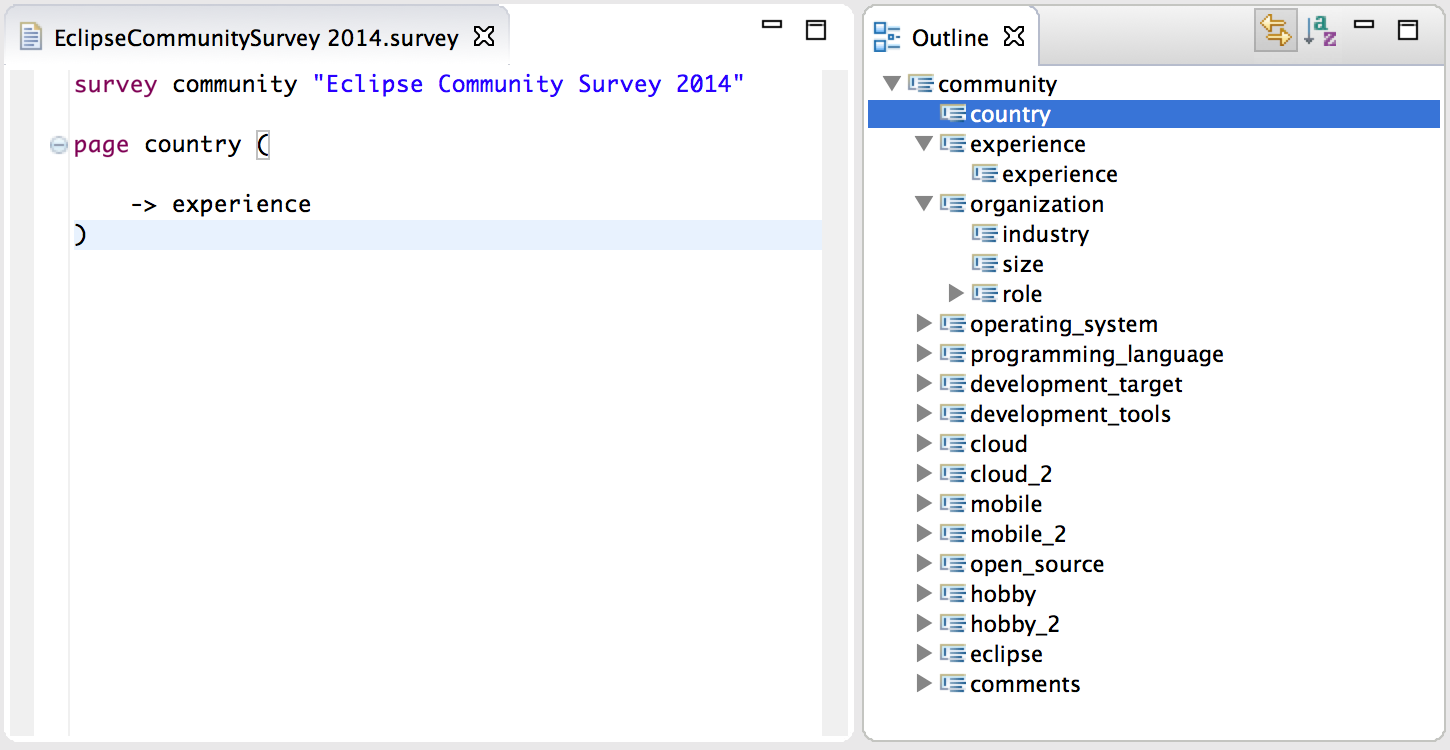 EclipseCommunitySurvey 2014.survey
survey community "Eclipse Community Survey 2014"
page country (
-> experience
)
Outline
community
country
experience
experience
organization
industry
size
role
operating_system
programming_language
development_target
development_tools
cloud
cloud_2
mobile
mobile_2
open_source
hobby
hobby_2
eclipse
comments